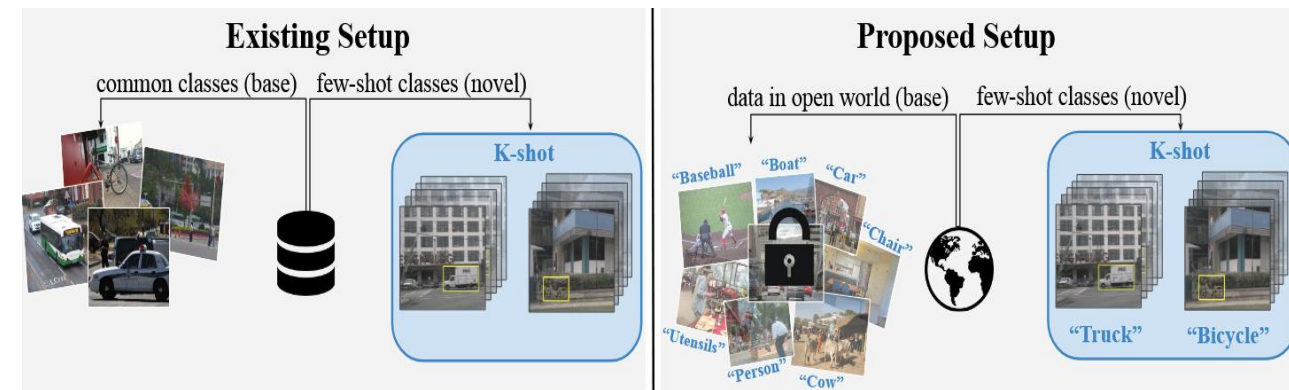 Existing Setup
common classes (base) few-shot classes (novel)
K-shot
Proposed Setup
data in open world (base) few-shot classes (novel)
K-shot
“Baseball”
“Boat”
“Car”
“Chair”
“Utensils”
“Person”
“Cow”
“Truck”
“Bicycle”